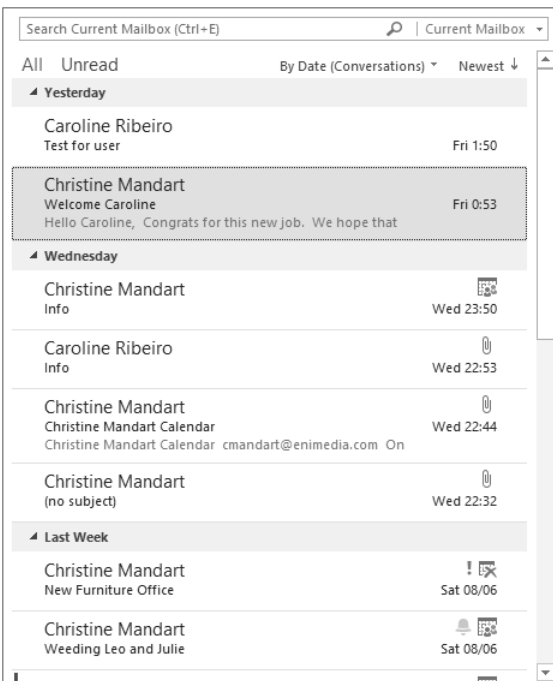 Search Current Mailbox (Ctrl+E) Current Mailbox
All Unread By Date (Conversations) Newest ↓
Yesterday
Caroline Ribeiro
Test for user Fri 1:50
Christine Mandart
Welcome Caroline Fri 0:53
Hello Caroline, Congrats for this new job. We hope that
Wednesday
Christine Mandart
Info Wed 23:50
Caroline Ribeiro
Info Wed 22:53
Christine Mandart
Christine Mandart Calendar Wed 22:44
Christine Mandart Calendar cmandart@enimedia.com On
Christine Mandart
(no subject) Wed 22:32
Last Week
Christine Mandart !
New Furniture Office Sat 08/06
Christine Mandart
Weeding Leo and Julie Sat 08/06